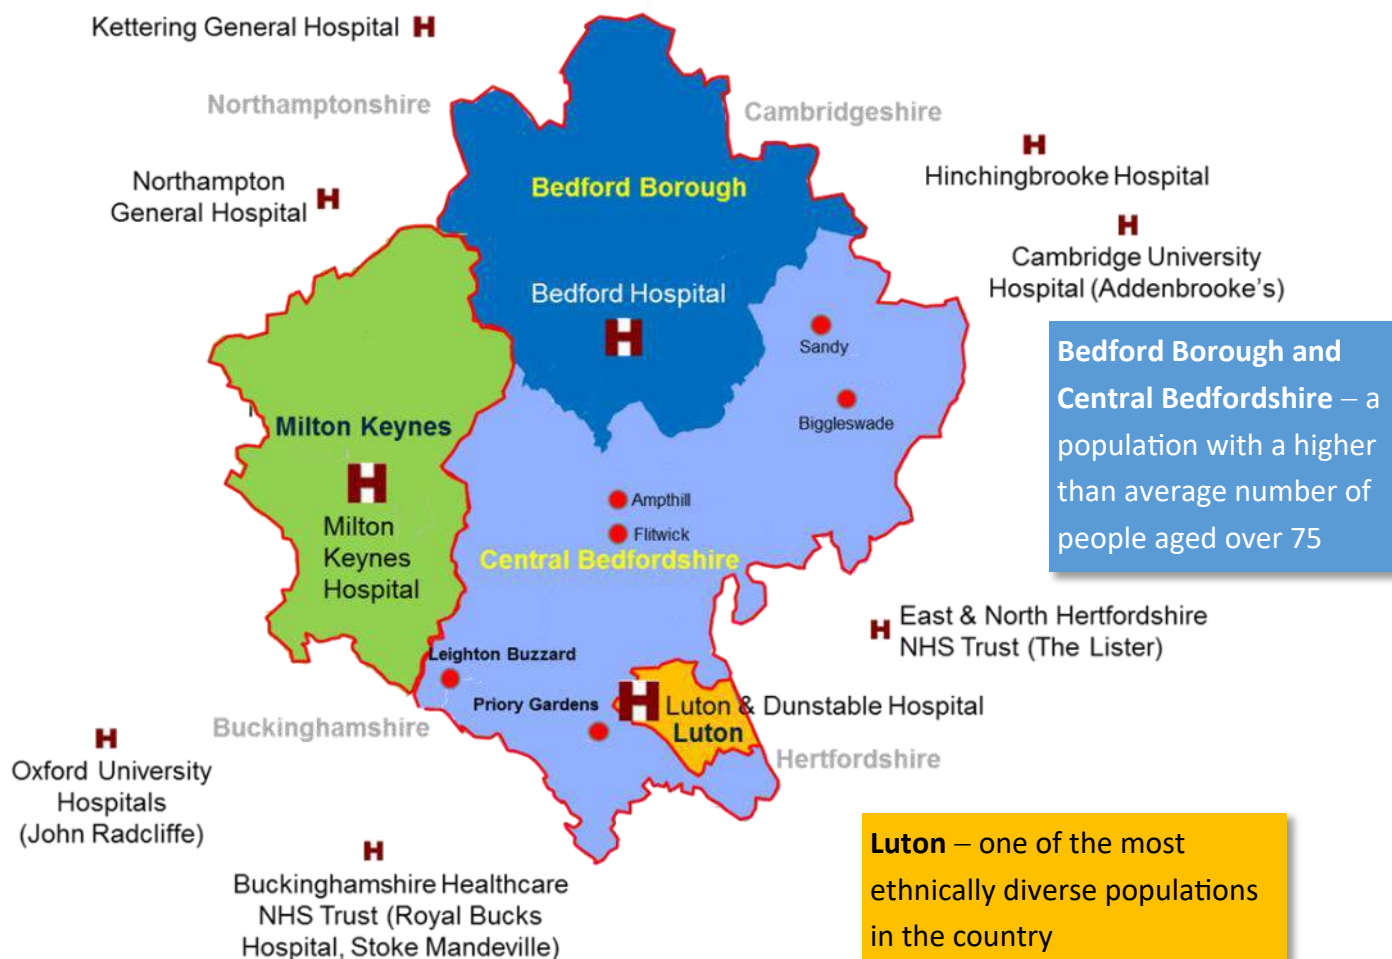 Kettering General Hospital H
Northamptonshire
Cambridgeshire
H
Hinchingbrooke Hospital
Northampton
General Hospital H
Bedford Borough
H
Cambridge University
Hospital (Addenbrooke's)
Bedford Hospital
H
Sandy
Biggleswade
Bedford Borough and
Central Bedfordshire – a
population with a higher
than average number of
people aged over 75
Milton Keynes
H
Milton
Keynes
Hospital
Ampthill
Flitwick
Central Bedfordshire
H East & North Hertfordshire
NHS Trust (The Lister)
Leighton Buzzard
Priory Gardens
H Luton & Dunstable Hospital
Luton
Buckinghamshire
Hertfordshire
H
Oxford University
Hospitals
(John Radcliffe)
H
Buckinghamshire Healthcare
NHS Trust (Royal Bucks
Hospital, Stoke Mandeville)
Luton – one of the most
ethnically diverse populations
in the country